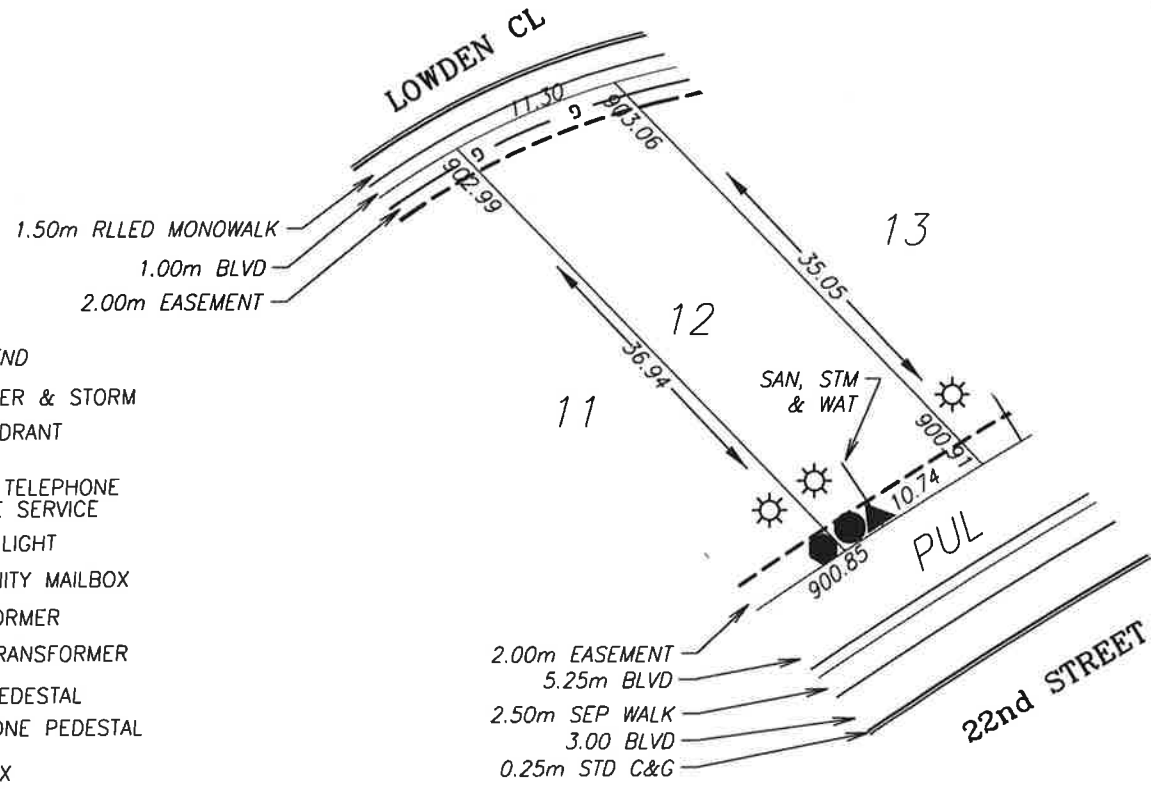 LOWDEN CL
11.30
903.06
902.99
1.50m RLLED MONOWALK
1.00m BLVD
2.00m EASEMENT
13
35.05
12
36.94
11
SAN, STM
& WAT
END
ER & STORM
DRANT
TELEPHONE
E SERVICE
LIGHT
NITY MAILBOX
ORMER
RANSFORMER
EDESTAL
ONE PEDESTAL
X
900.91
10.74
900.85
PUL
2.00m EASEMENT
5.25m BLVD
2.50m SEP WALK
3.00 BLVD
0.25m STD C&G
22nd STREET